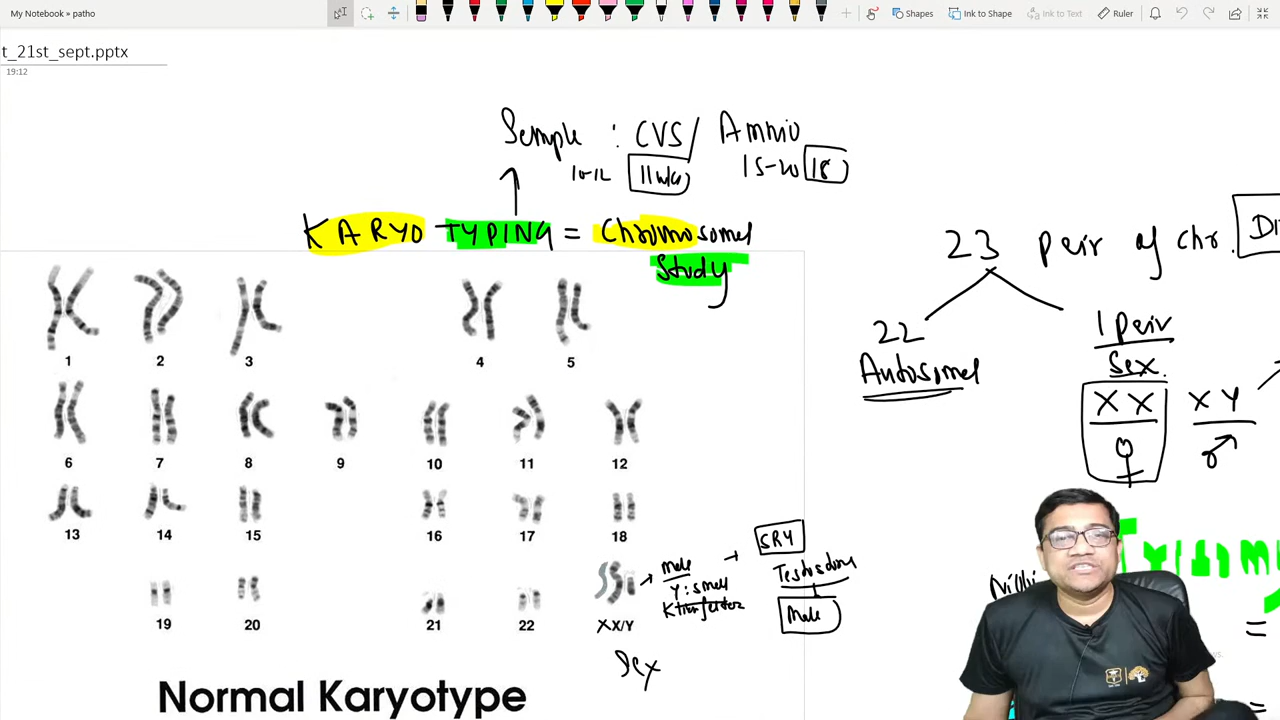 My Notebook » patho
Shapes
Ink to Shape
Ink to Text
Ruler
t_21st_sept.pptx
19:12
Sample : CVS/ Amnio
10-12 11wks 15-20 18
KARYO TYPING = Chromosomal
Study
23 pair of chr.
22
Autosomal
1 pair
Sex.
XX XY
♀ ♂
1 2 3 4 5
6 7 8 9 10 11 12
13 14 15 16 17 18
19 20 21 22 XX/Y
male
Y: small
SRY
Male
Sex
Normal Karyotype
=
=